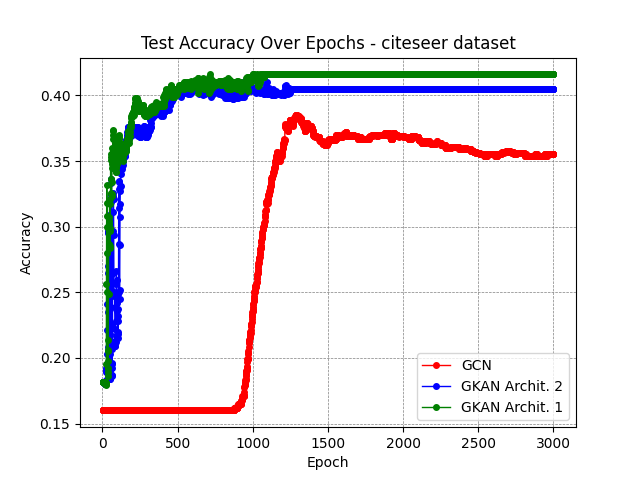 Test Accuracy Over Epochs - citeseer dataset
0.40
0.35
0.30
0.25
0.20
0.15
Accuracy
GCN
GKAN Archit. 2
GKAN Archit. 1
0 500 1000 1500 2000 2500 3000
Epoch